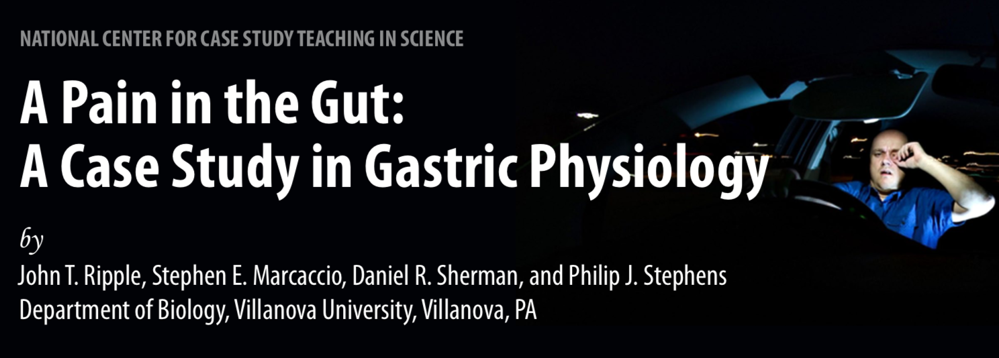 NATIONAL CENTER FOR CASE STUDY TEACHING IN SCIENCE
A Pain in the Gut:
A Case Study in Gastric Physiology
by
John T. Ripple, Stephen E. Marcaccio, Daniel R. Sherman, and Philip J. Stephens
Department of Biology, Villanova University, Villanova, PA